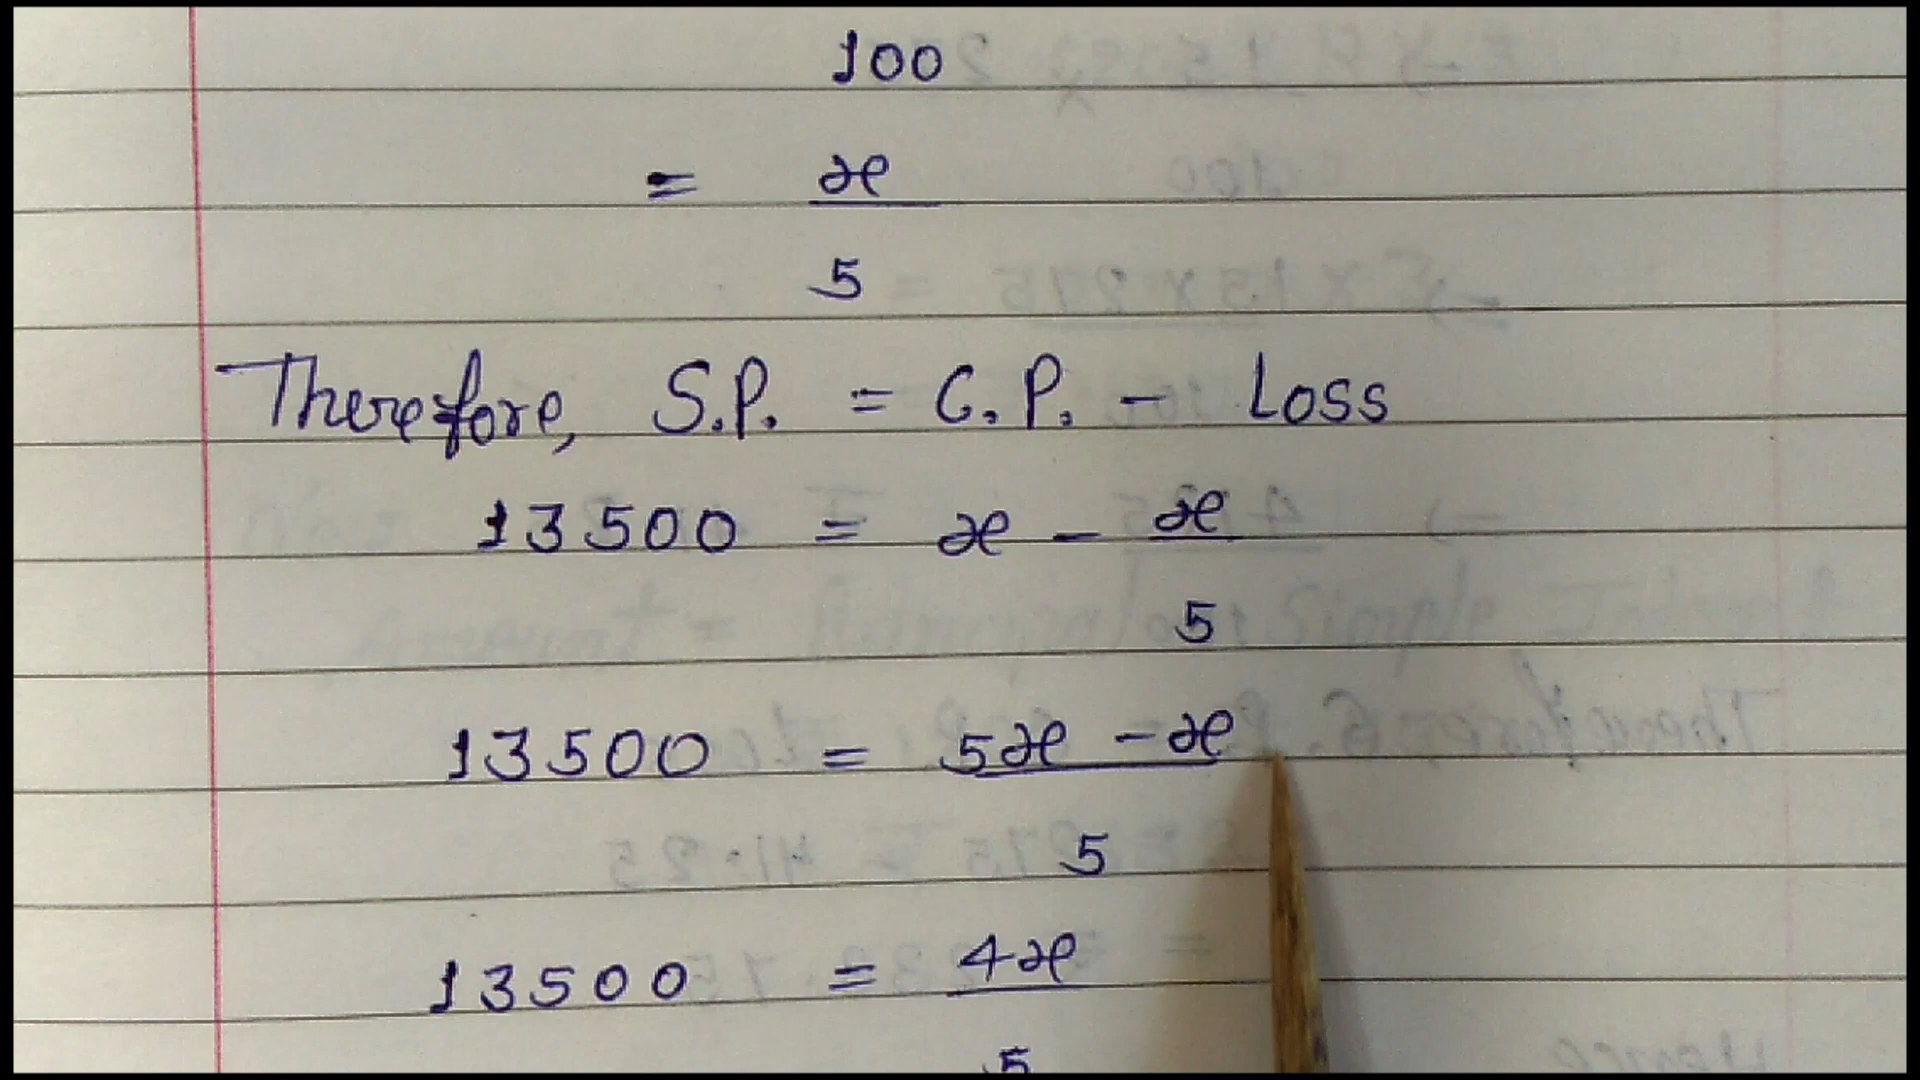 100
= x
5
Therefore, S.P. = C.P. - Loss
13500 = x - x
5
13500 = 5x - x
5
13500 = 4x
5